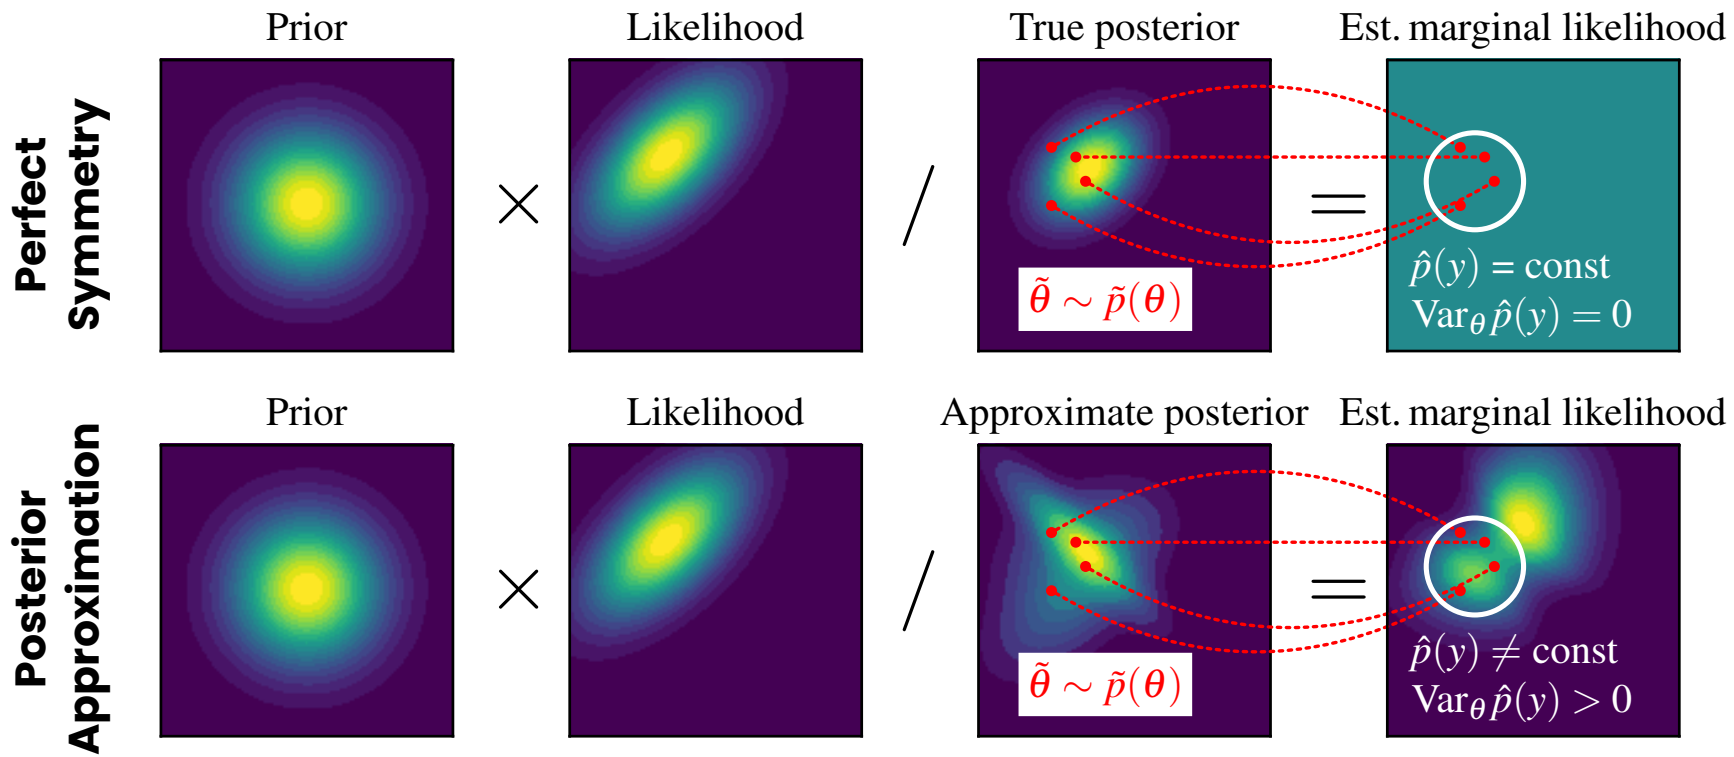 Prior
Likelihood
True posterior
Est. marginal likelihood
Perfect
Symmetry
×
/
=
θ̃ ∼ p̃(θ)
p̂(y) = const
Var_θ p̂(y) = 0
Prior
Likelihood
Approximate posterior
Est. marginal likelihood
Posterior
Approximation
×
/
=
θ̃ ∼ p̃(θ)
p̂(y) ≠ const
Var_θ p̂(y) > 0